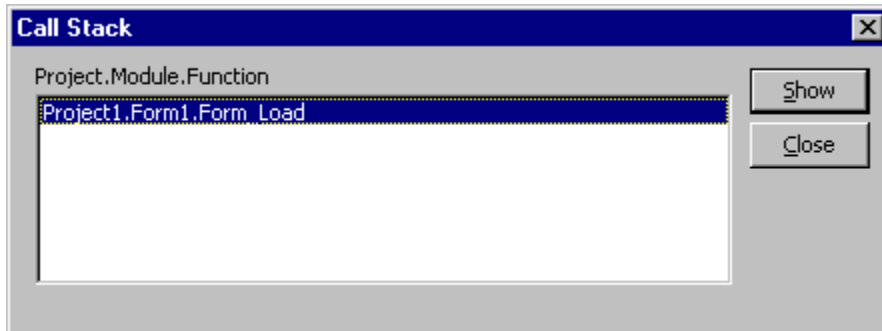 Call Stack
Project.Module.Function
Project1.Form1.Form_Load
Show
Close